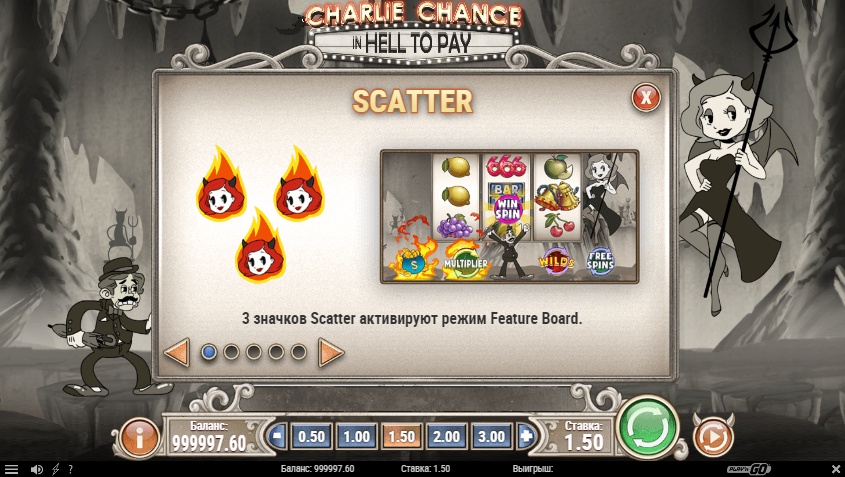 CHARLIE CHANCE
IN HELL TO PAY
SCATTER
X
666
BAR
WIN
SPIN
S
MULTIPLIER
WILDS
FREE
SPINS
3 значков Scatter активируют режим Feature Board.
Баланс:
999997.60
- 0.50 1.00 1.50 2.00 3.00 +
Ставка:
1.50
? Баланс: 999997.60 Ставка: 1.50 Выигрыш: PLAY'N GO